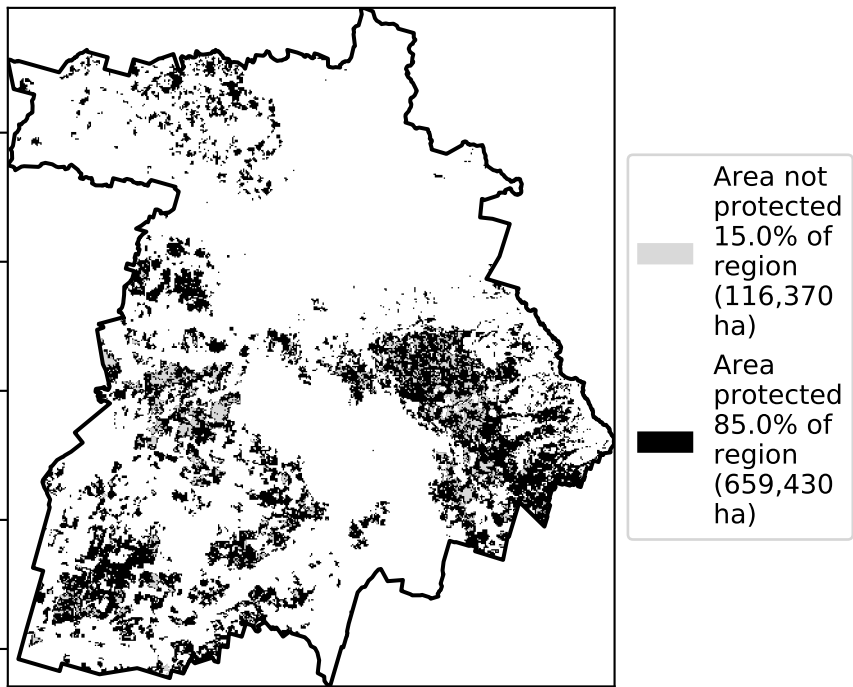 Area not
protected
15.0% of
region
(116,370
ha)
Area
protected
85.0% of
region
(659,430
ha)